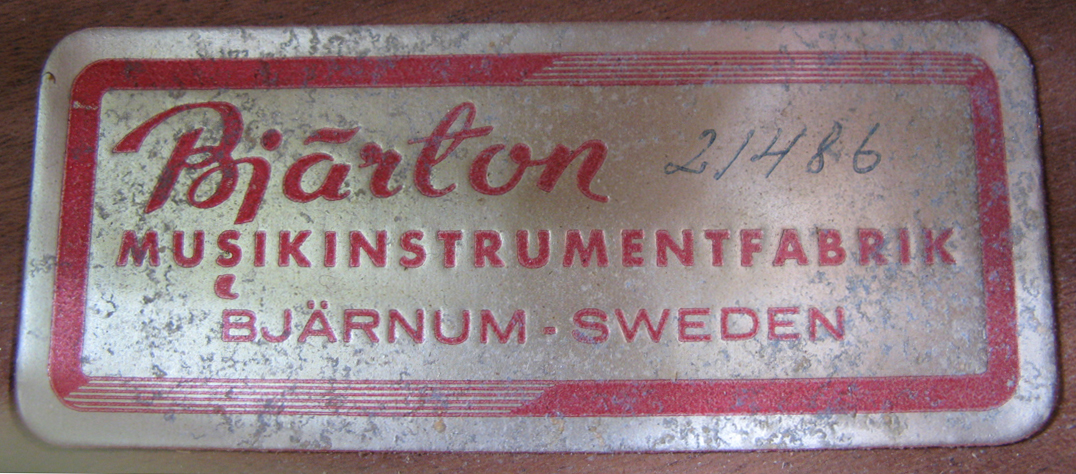 Bjärton 21486
MUSIKINSTRUMENTFABRIK
BJÄRNUM - SWEDEN